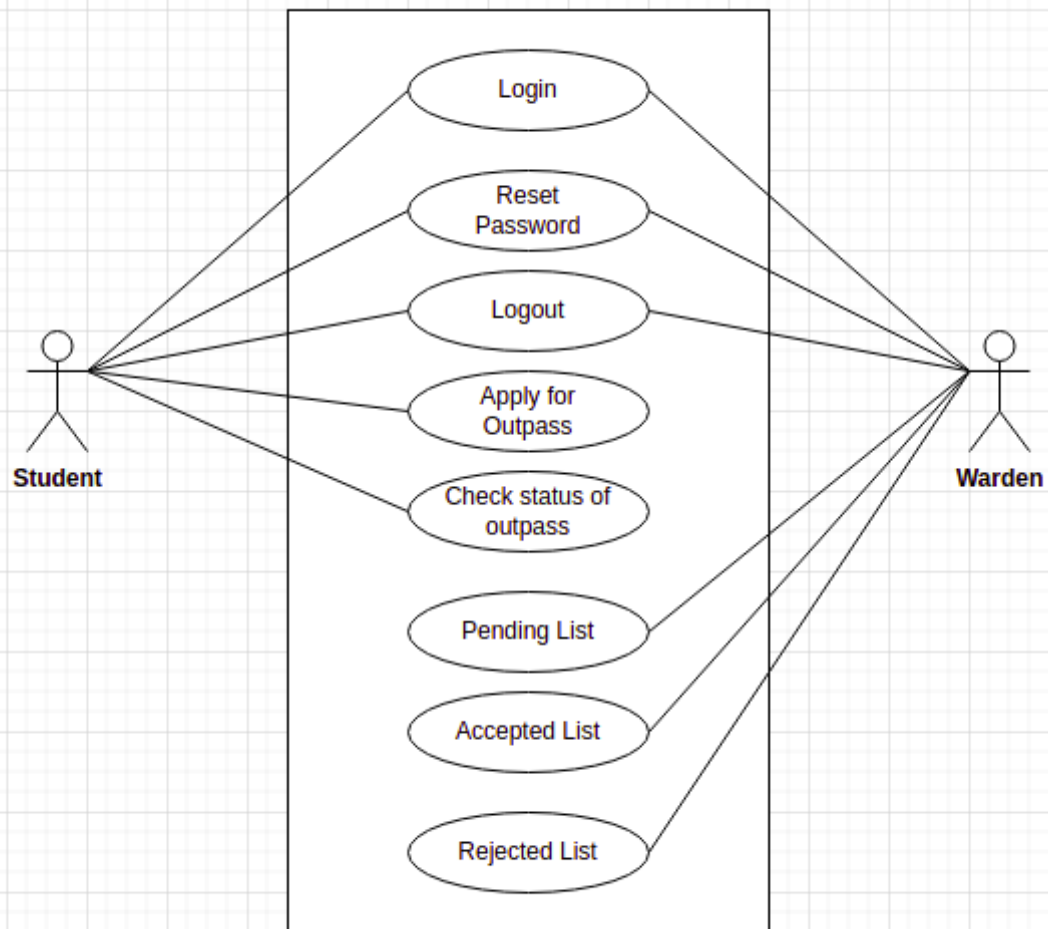 Login
Reset
Password
Logout
Apply for
Outpass
Student
Warden
Check status of
outpass
Pending List
Accepted List
Rejected List